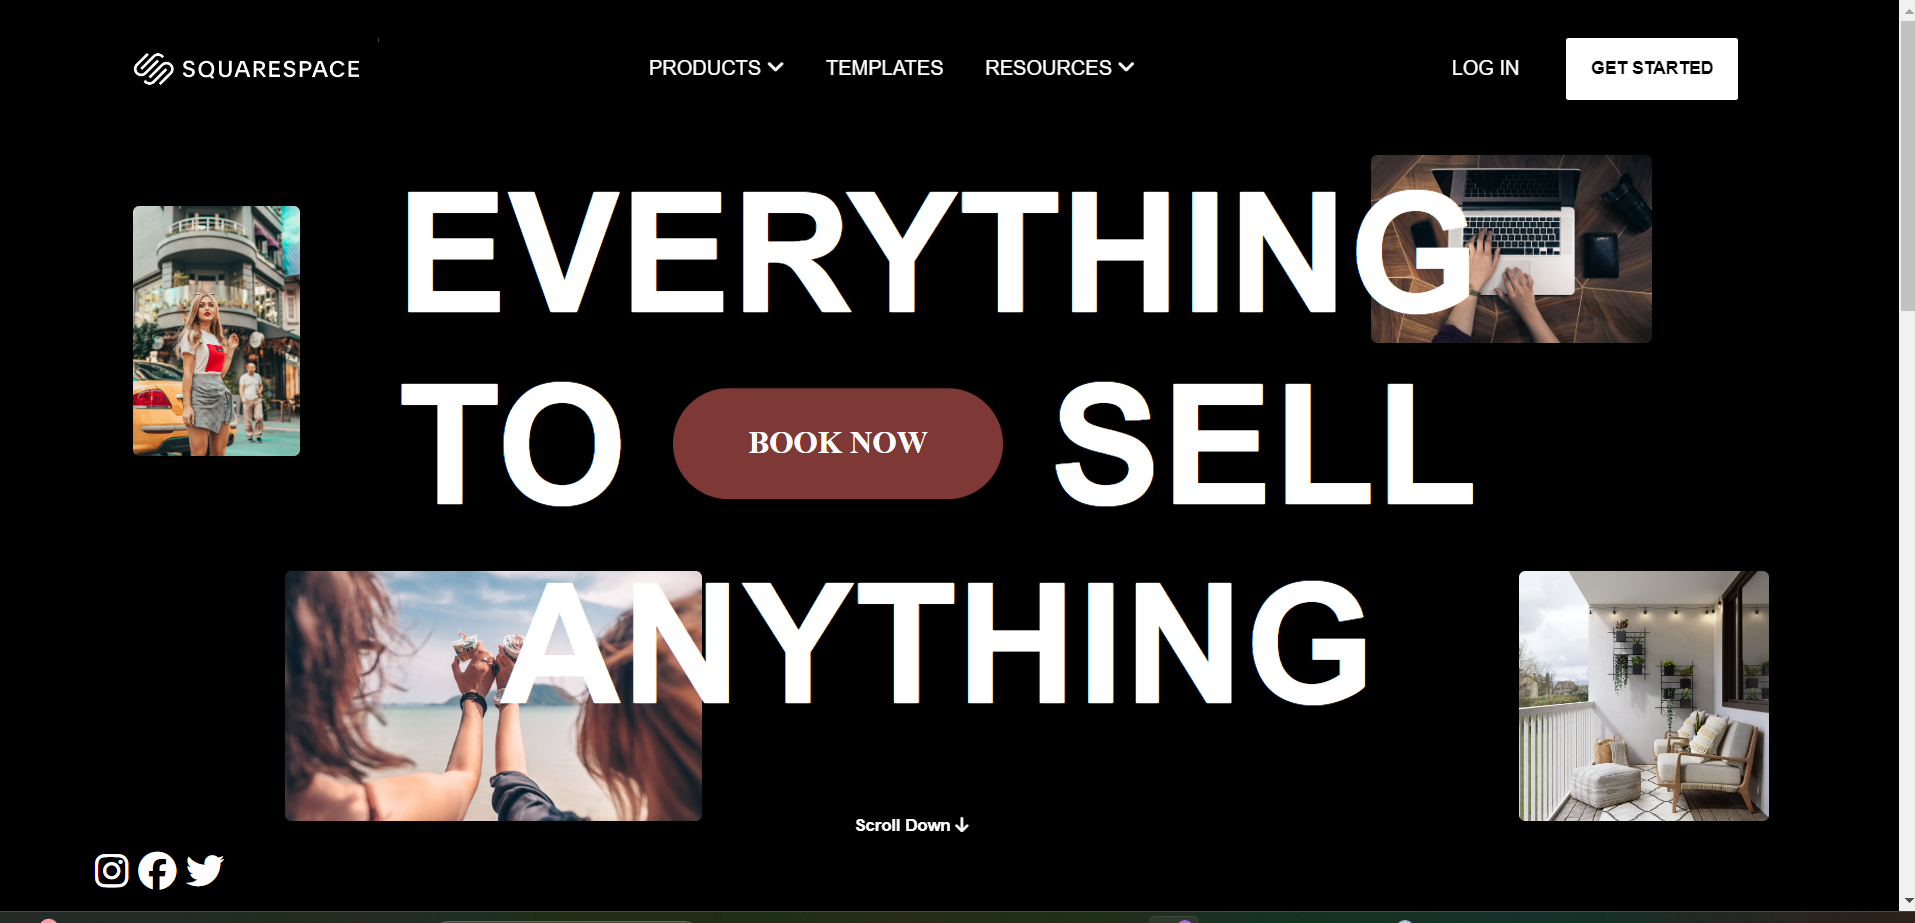 SQUARESPACE
PRODUCTS
TEMPLATES
RESOURCES
LOG IN
GET STARTED
EVERYTHING
TO BOOK NOW SELL
ANYTHING
Scroll Down